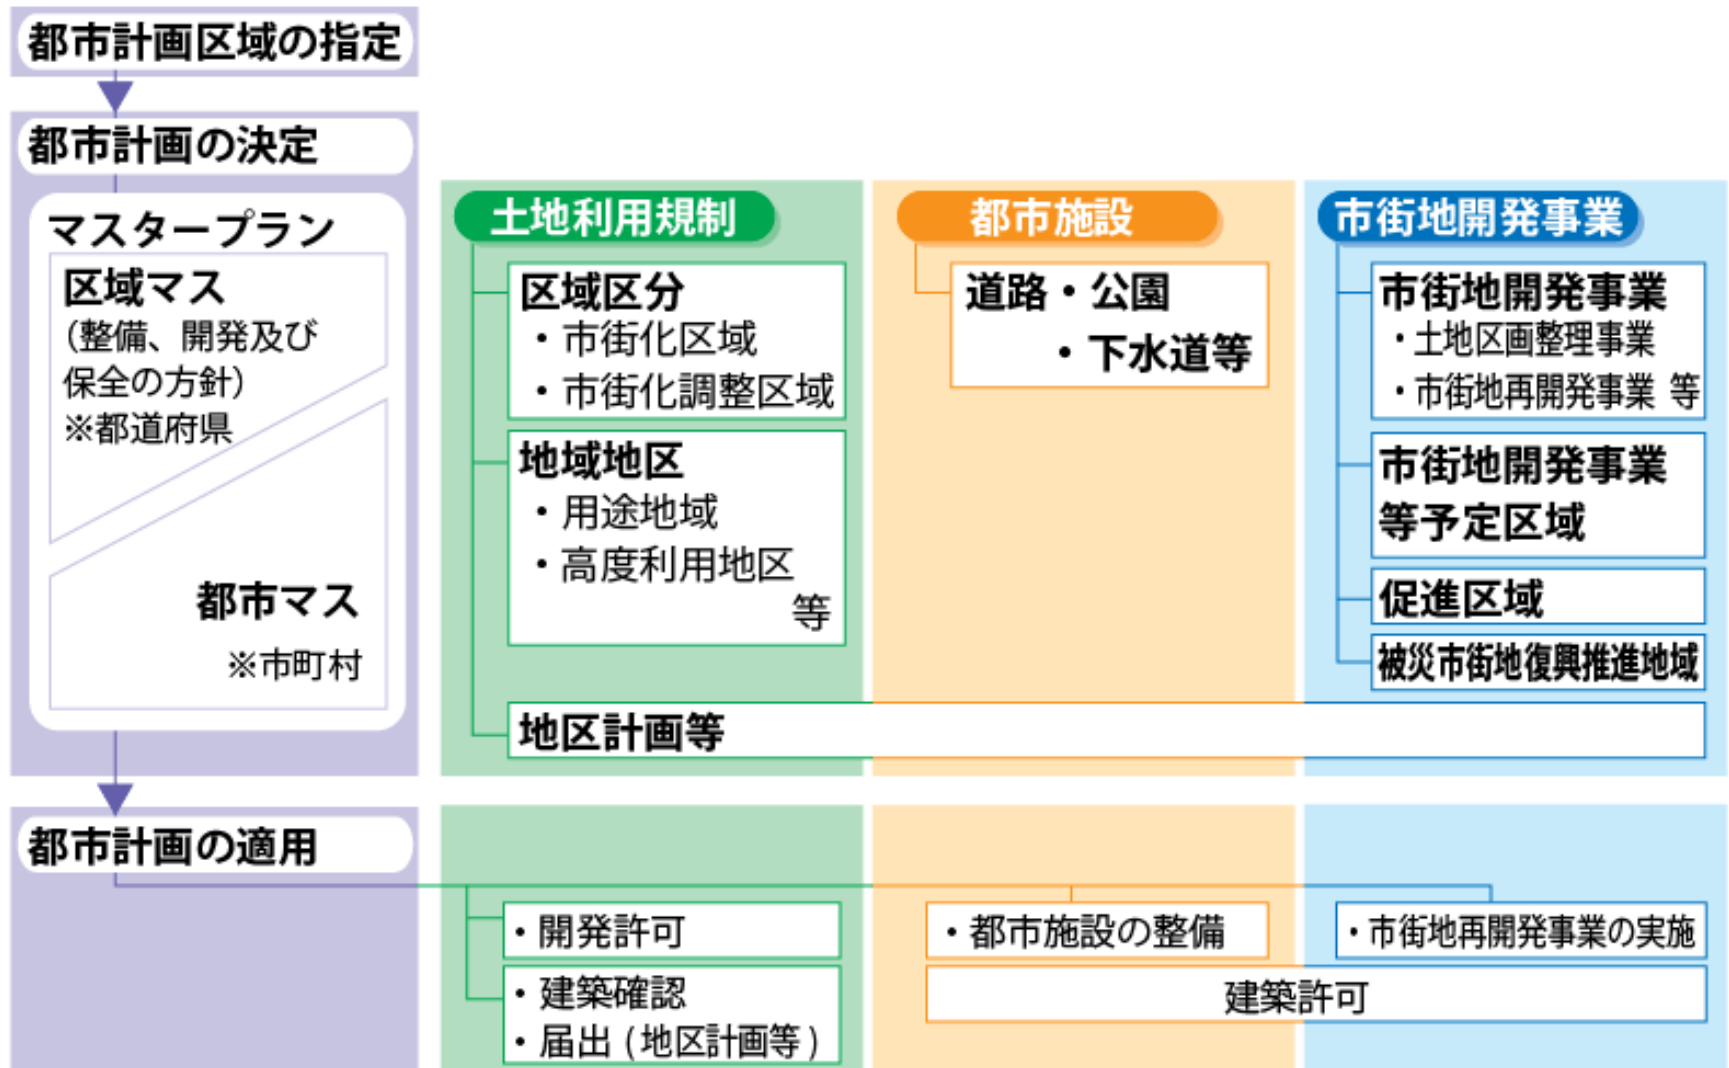 都市計画区域の指定
都市計画の決定
マスタープラン
区域マス
(整備、開発及び
保全の方針)
※都道府県
都市マス
※市町村
土地利用規制
区域区分
・市街化区域
・市街化調整区域
地域地区
・用途地域
・高度利用地区
等
都市施設
道路・公園
・下水道等
市街地開発事業
市街地開発事業
・土地区画整理事業
・市街地再開発事業 等
市街地開発事業
等予定区域
促進区域
被災市街地復興推進地域
地区計画等
都市計画の適用
・開発許可
・建築確認
・届出(地区計画等)
・都市施設の整備
・市街地再開発事業の実施
建築許可